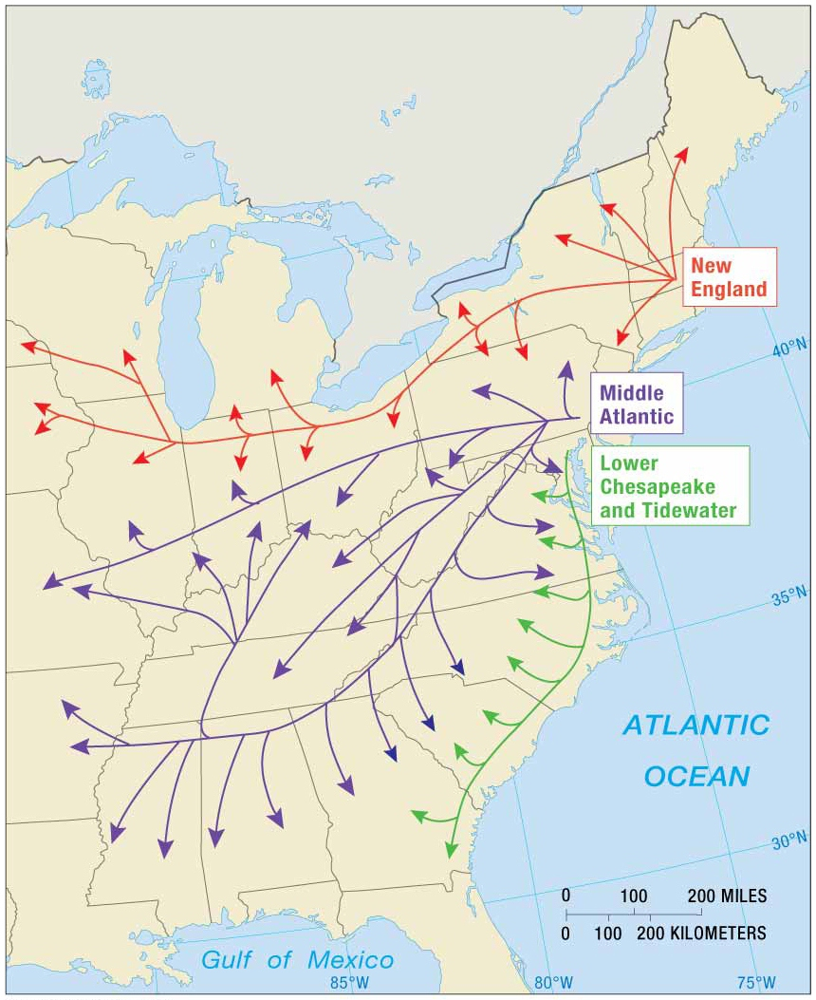 New
England
40°N
Middle
Atlantic
Lower
Chesapeake
and Tidewater
35°N
ATLANTIC
OCEAN
30°N
0 100 200 MILES
0 100 200 KILOMETERS
Gulf of Mexico
85°W 80°W 75°W